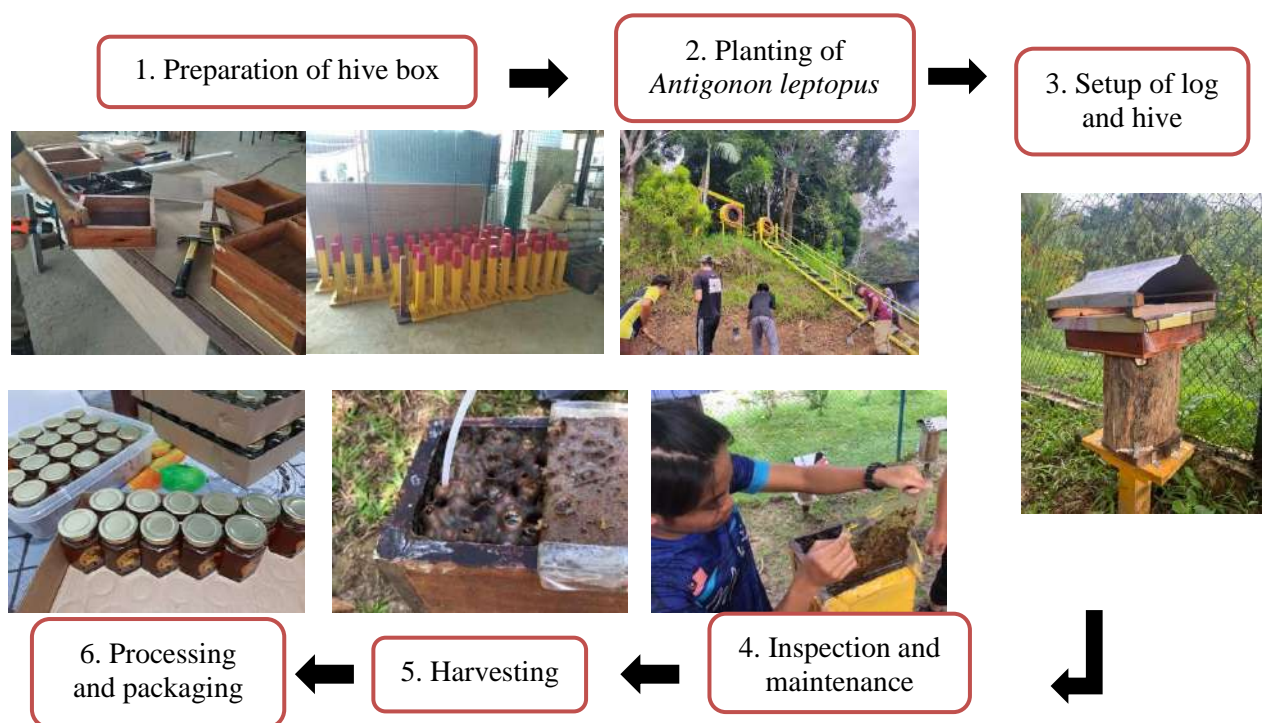 1. Preparation of hive box
2. Planting of
Antigonon leptopus
3. Setup of log
and hive
4. Inspection and
maintenance
5. Harvesting
6. Processing
and packaging